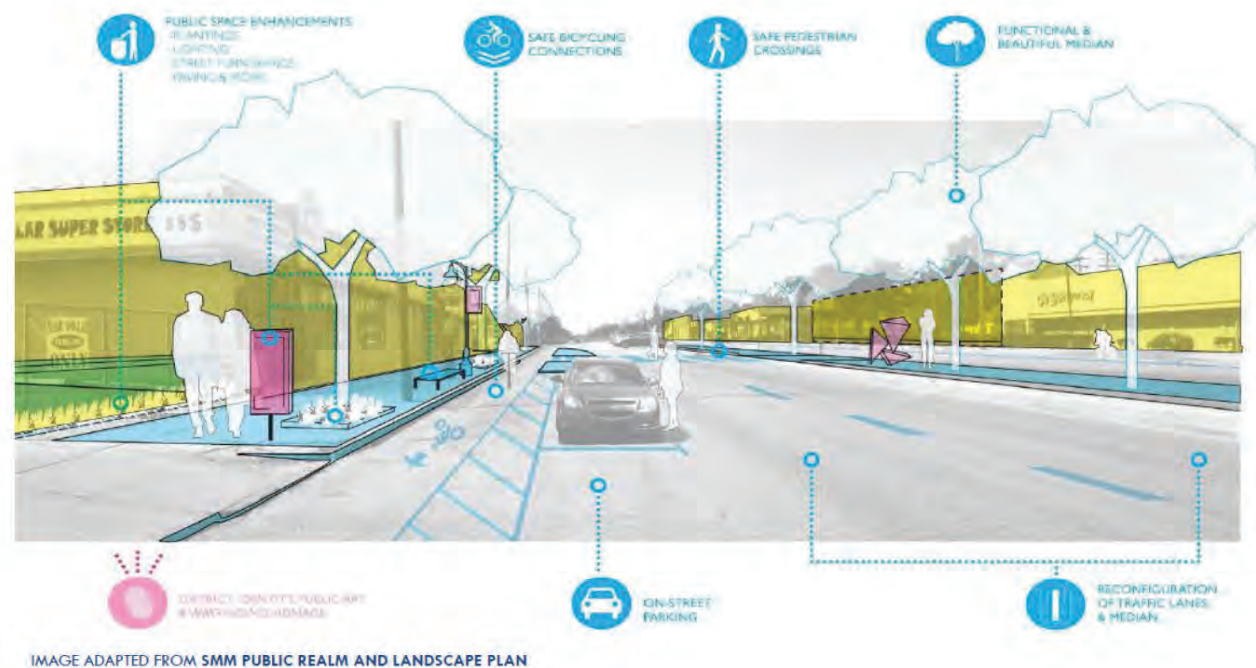 PUBLIC SPACE ENHANCEMENTS
-PLANTINGS
-LIGHTING
-STREET FURNISHINGS
-PAVING & MORE
SAFE BICYCLING
CONNECTIONS
SAFE PEDESTRIAN
CROSSINGS
FUNCTIONAL &
BEAUTIFUL MEDIAN
LAR SUPER STORE
ONLY
DISTRICT IDENTITY, PUBLIC ART
& WAYFINDING SIGNAGE
ON-STREET
PARKING
RECONFIGURATION
OF TRAFFIC LANES
& MEDIAN
IMAGE ADAPTED FROM SMM PUBLIC REALM AND LANDSCAPE PLAN